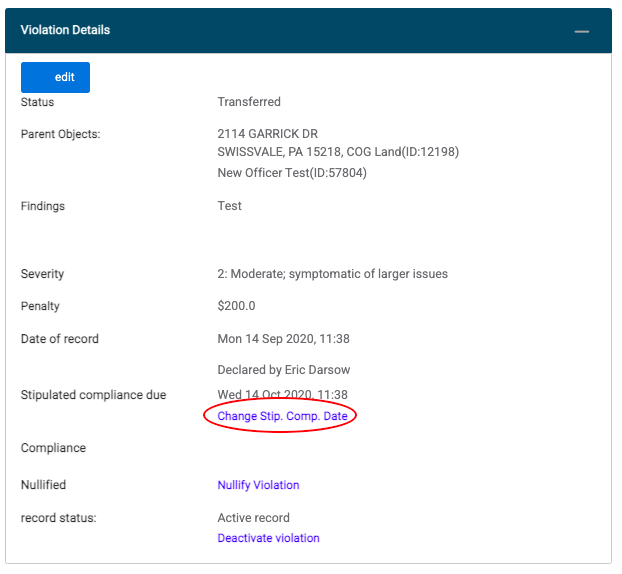 Violation Details
edit
Status Transferred
Parent Objects: 2114 GARRICK DR
SWISSVALE, PA 15218, COG Land(ID:12198)
New Officer Test(ID:57804)
Findings Test
Severity 2: Moderate; symptomatic of larger issues
Penalty $200.0
Date of record Mon 14 Sep 2020, 11:38
Declared by Eric Darsow
Stipulated compliance due Wed 14 Oct 2020, 11:38
Change Stip. Comp. Date
Compliance
Nullified Nullify Violation
record status: Active record
Deactivate violation